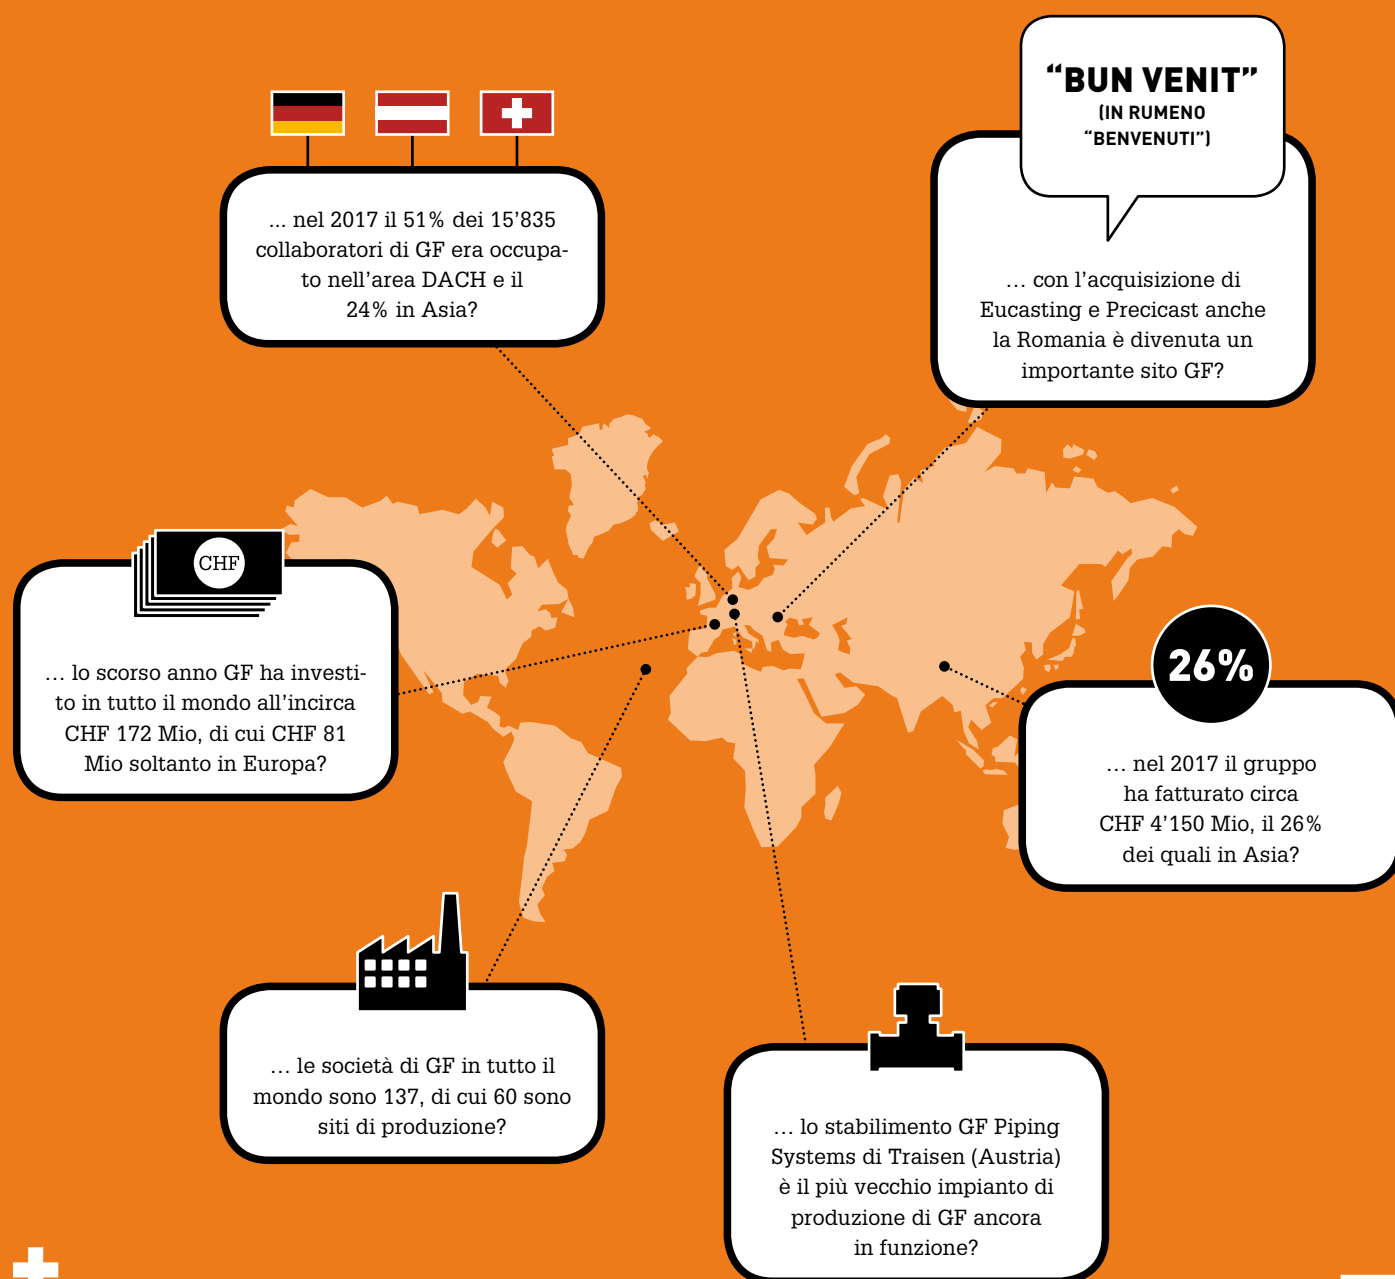 “BUN VENIT”
(IN RUMENO
“BENVENUTI”)
... nel 2017 il 51% dei 15’835
collaboratori di GF era occupa-
to nell’area DACH e il
24% in Asia?
… con l’acquisizione di
Eucasting e Precicast anche
la Romania è divenuta un
importante sito GF?
CHF
… lo scorso anno GF ha investi-
to in tutto il mondo all’incirca
CHF 172 Mio, di cui CHF 81
Mio soltanto in Europa?
26%
… nel 2017 il gruppo
ha fatturato circa
CHF 4’150 Mio, il 26%
dei quali in Asia?
… le società di GF in tutto il
mondo sono 137, di cui 60 sono
siti di produzione?
… lo stabilimento GF Piping
Systems di Traisen (Austria)
è il più vecchio impianto di
produzione di GF ancora
in funzione?